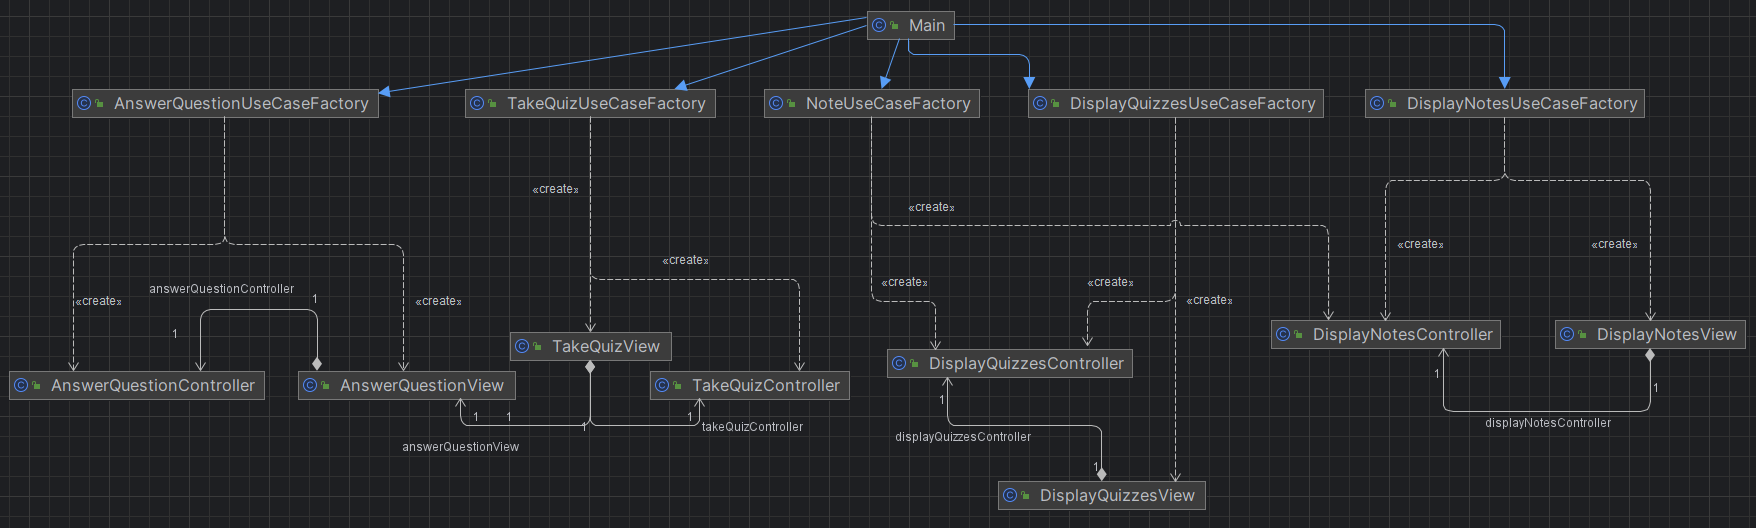 Main
AnswerQuestionUseCaseFactory
TakeQuizUseCaseFactory
NoteUseCaseFactory
DisplayQuizzesUseCaseFactory
DisplayNotesUseCaseFactory
«create»
«create»
«create»
«create»
«create»
«create»
«create»
«create»
answerQuestionController
1
«create»
«create»
«create»
1
DisplayNotesController
DisplayNotesView
TakeQuizView
DisplayQuizzesController
AnswerQuestionController
AnswerQuestionView
TakeQuizController
1
1
1
1
1
1
1
1
takeQuizController
displayNotesController
displayQuizzesController
answerQuestionView
1
DisplayQuizzesView